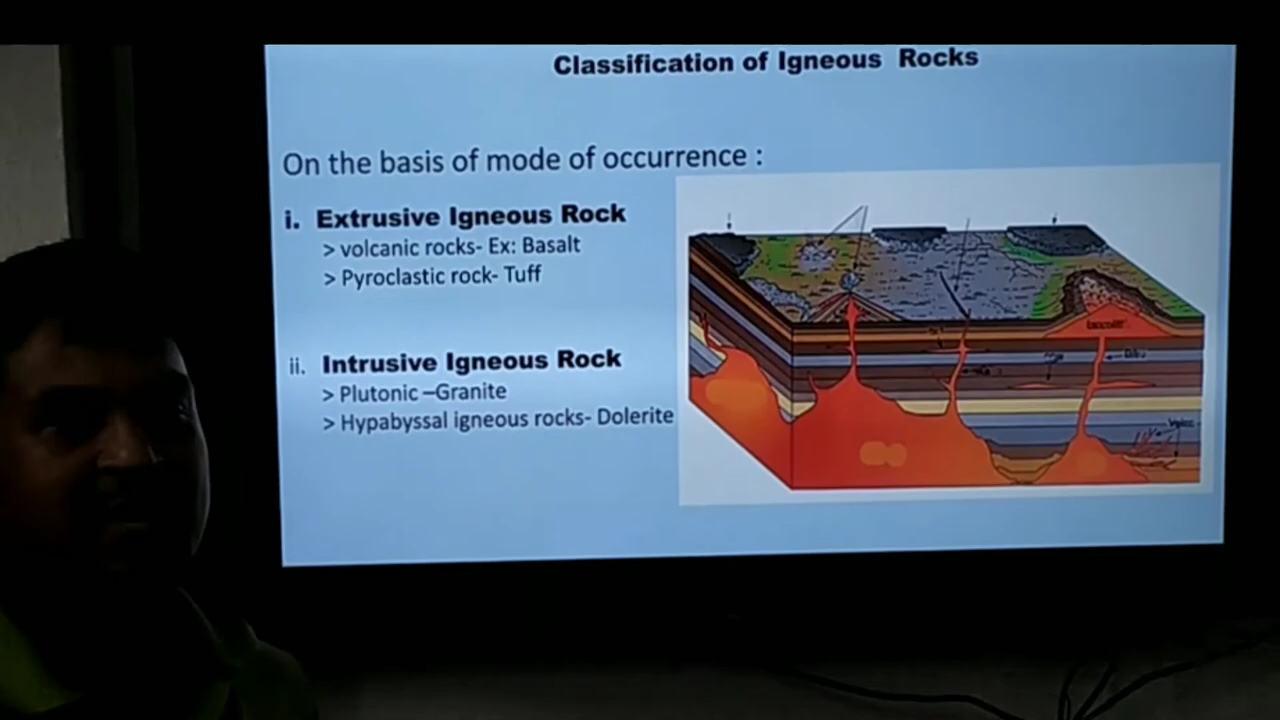 Classification of Igneous Rocks
On the basis of mode of occurrence :
i. Extrusive Igneous Rock
> volcanic rocks- Ex: Basalt
> Pyroclastic rock- Tuff
ii. Intrusive Igneous Rock
> Plutonic –Granite
> Hypabyssal igneous rocks- Dolerite